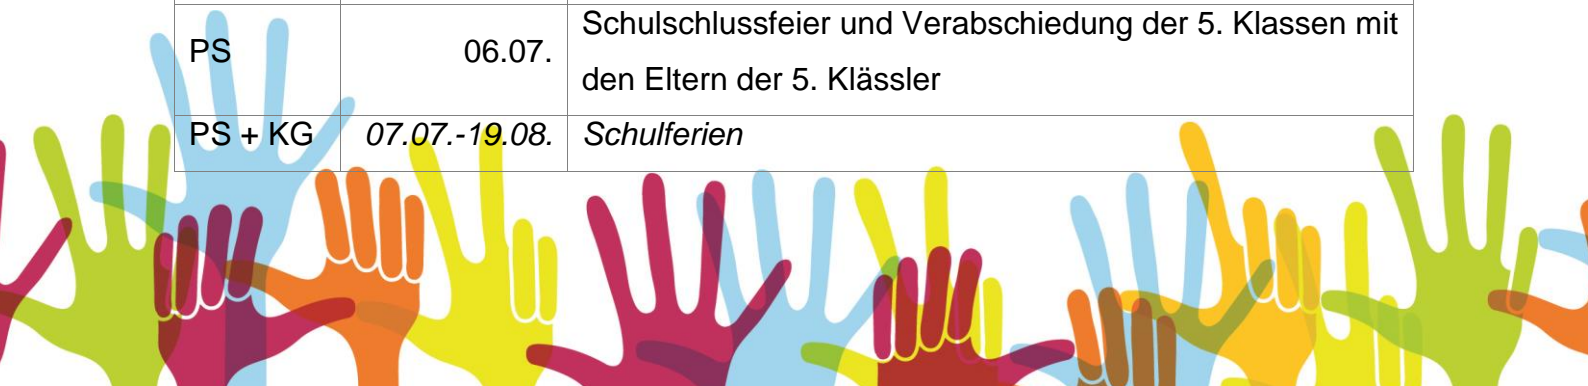 PS 06.07. Schulschlussfeier und Verabschiedung der 5. Klassen mit
den Eltern der 5. Klässler
PS + KG 07.07.-19.08. Schulferien